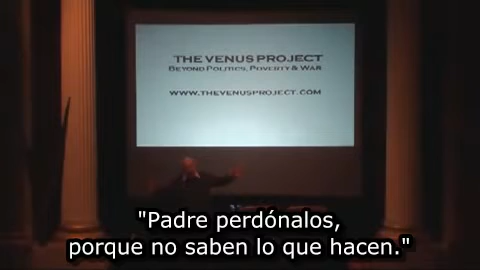 THE VENUS PROJECT
BEYOND POLITICS, POVERTY & WAR
WWW.THEVENUSPROJECT.COM
"Padre perdónalos,
porque no saben lo que hacen."